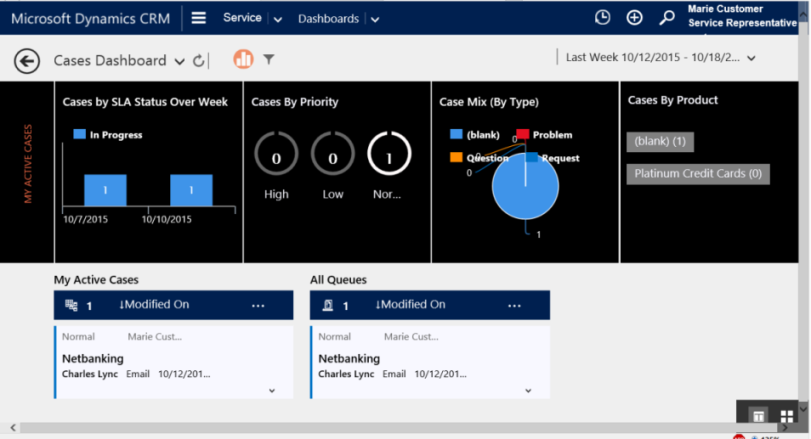 Microsoft Dynamics CRM Service Dashboards
Marie Customer
Service Representative
Cases Dashboard
Last Week 10/12/2015 - 10/18/2...
MY ACTIVE CASES
Cases by SLA Status Over Week
In Progress
1 1
10/7/2015 10/10/2015
Cases By Priority
0 0 1
High Low Nor...
Case Mix (By Type)
(blank) Problem
Question Request
0
0
0
1
Cases By Product
(blank) (1)
Platinum Credit Cards (0)
My Active Cases
1 ↓Modified On ...
Normal Marie Cust...
Netbanking
Charles Lync Email 10/12/201...
All Queues
1 ↓Modified On ...
Normal Marie Cust...
Netbanking
Charles Lync Email 10/12/201...